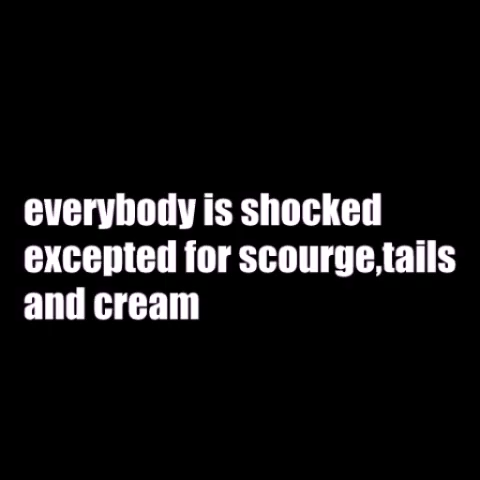 everybody is shocked
excepted for scourge,tails
and cream